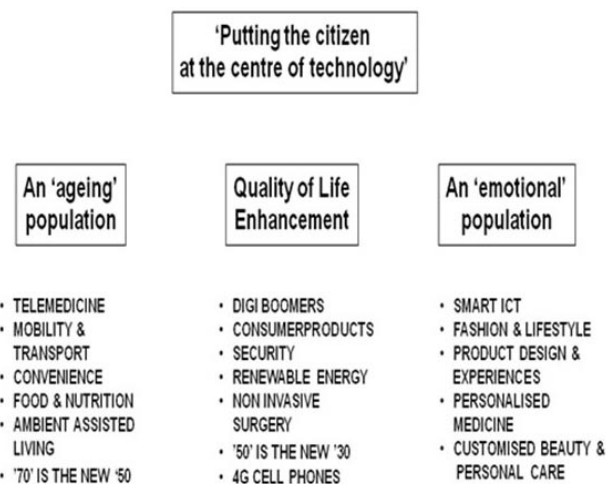 ‘Putting the citizen
at the centre of technology’
An ‘ageing’
population
• TELEMEDICINE
• MOBILITY &
TRANSPORT
• CONVENIENCE
• FOOD & NUTRITION
• AMBIENT ASSISTED
LIVING
• ’70’ IS THE NEW ‘50
Quality of Life
Enhancement
• DIGI BOOMERS
• CONSUMERPRODUCTS
• SECURITY
• RENEWABLE ENERGY
• NON INVASIVE
SURGERY
• ’50’ IS THE NEW ’30
• 4G CELL PHONES
An ‘emotional’
population
• SMART ICT
• FASHION & LIFESTYLE
• PRODUCT DESIGN &
EXPERIENCES
• PERSONALISED
MEDICINE
• CUSTOMISED BEAUTY &
PERSONAL CARE